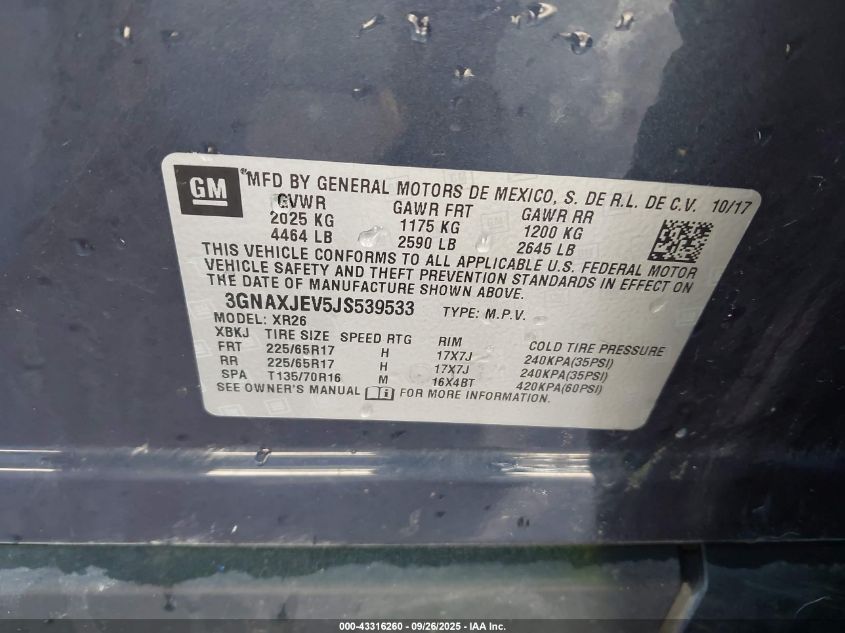 GM ® MFD BY GENERAL MOTORS DE MEXICO, S. DE R.L. DE C.V. 10/17
GVWR GAWR FRT GAWR RR
2025 KG 1175 KG 1200 KG
4464 LB 2590 LB 2645 LB
THIS VEHICLE CONFORMS TO ALL APPLICABLE U.S. FEDERAL MOTOR
VEHICLE SAFETY AND THEFT PREVENTION STANDARDS IN EFFECT ON
THE DATE OF MANUFACTURE SHOWN ABOVE.
3GNAXJEV5JS539533 TYPE: M.P.V.
MODEL: XR26
XBKJ TIRE SIZE SPEED RTG RIM COLD TIRE PRESSURE
FRT 225/65R17 H 17X7J 240KPA(35PSI)
RR 225/65R17 H 17X7J 240KPA(35PSI)
SPA T135/70R16 M 16X4BT 420KPA(60PSI)
SEE OWNER'S MANUAL FOR MORE INFORMATION.
000-43316260 - 09/26/2025 - IAA Inc.